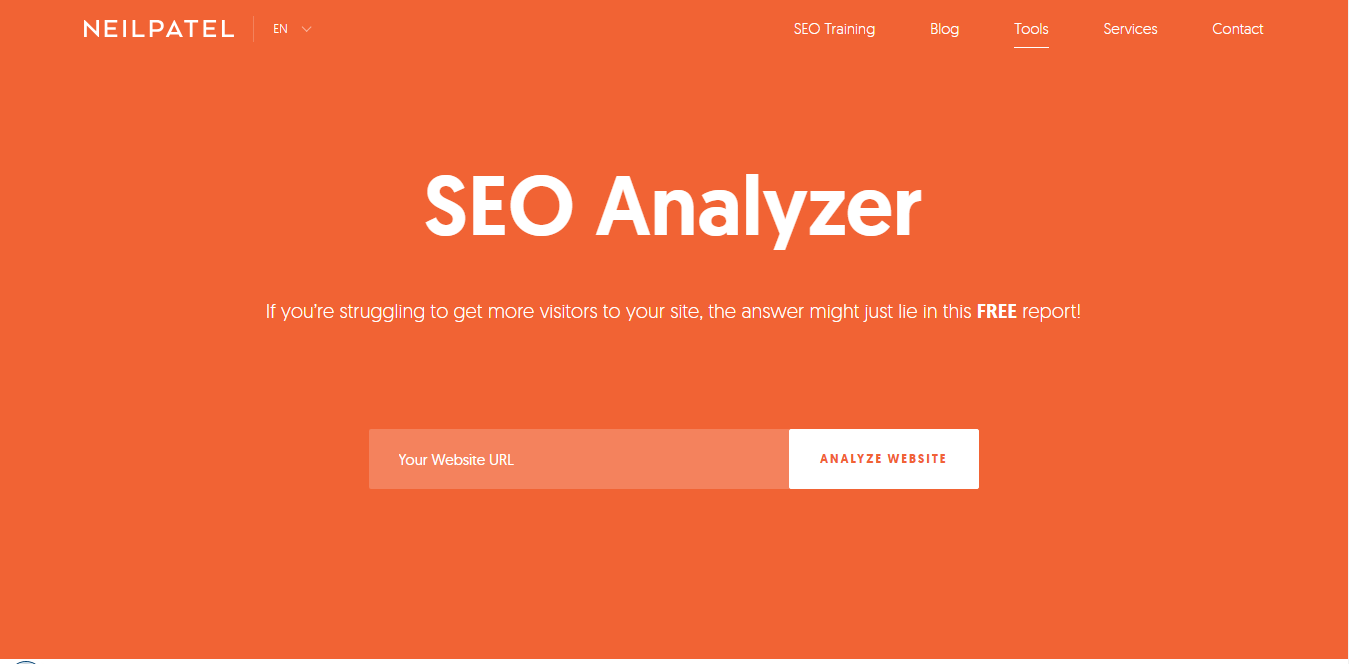 NEILPATEL EN SEO Training Blog Tools Services Contact
SEO Analyzer
If you're struggling to get more visitors to your site, the answer might just lie in this FREE report!
Your Website URL ANALYZE WEBSITE